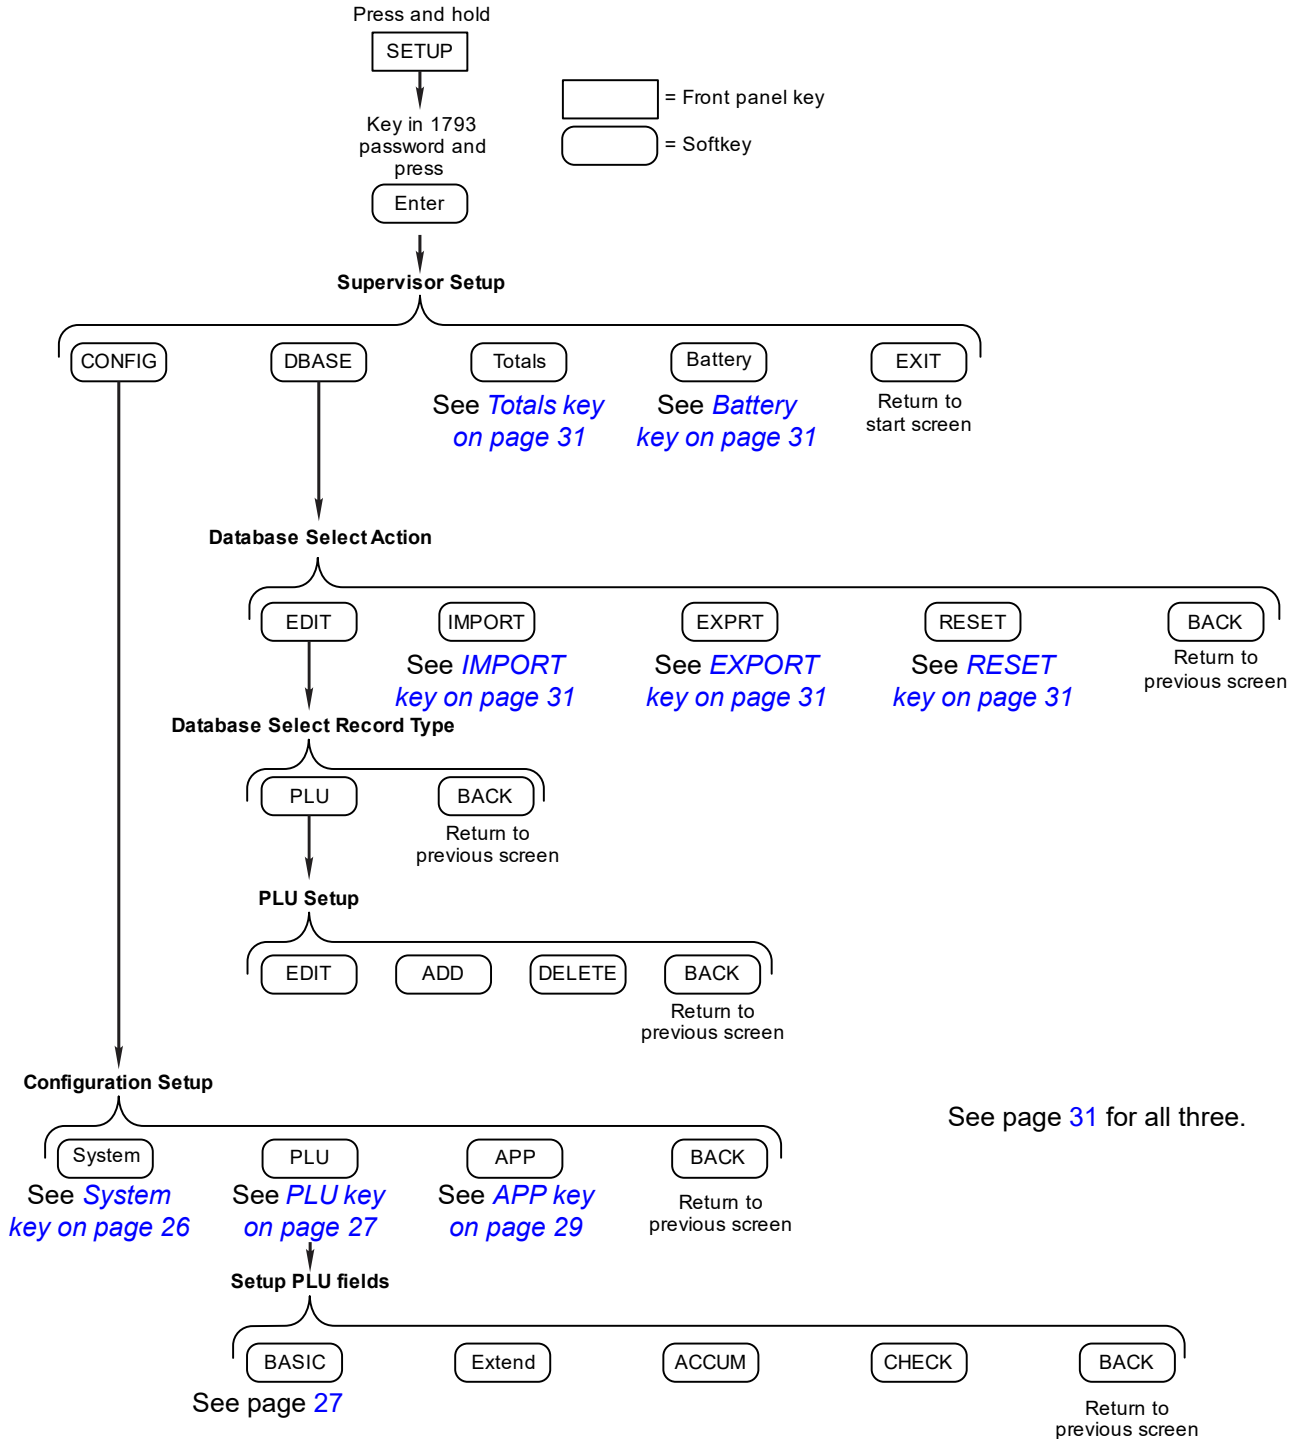 Press and hold
SETUP
= Front panel key
Key in 1793
password and
press
= Softkey
Enter
Supervisor Setup
CONFIG
DBASE
Totals
Battery
EXIT
See Totals key
on page 31
See Battery
key on page 31
Return to
start screen
Database Select Action
EDIT
IMPORT
EXPRT
RESET
BACK
See IMPORT
key on page 31
See EXPORT
key on page 31
See RESET
key on page 31
Return to
previous screen
Database Select Record Type
PLU
BACK
Return to
previous screen
PLU Setup
EDIT
ADD
DELETE
BACK
Return to
previous screen
Configuration Setup
See page 31 for all three.
System
PLU
APP
BACK
See System
key on page 26
See PLU key
on page 27
See APP key
on page 29
Return to
previous screen
Setup PLU fields
BASIC
Extend
ACCUM
CHECK
BACK
See page 27
Return to
previous screen